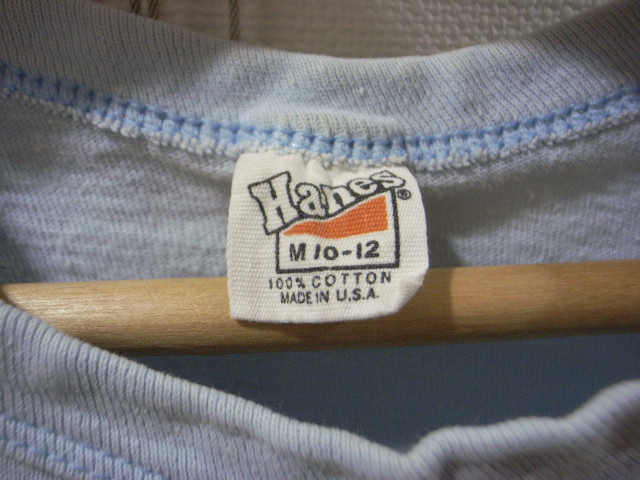 Hanes®
M 10-12
100% COTTON
MADE IN U.S.A.